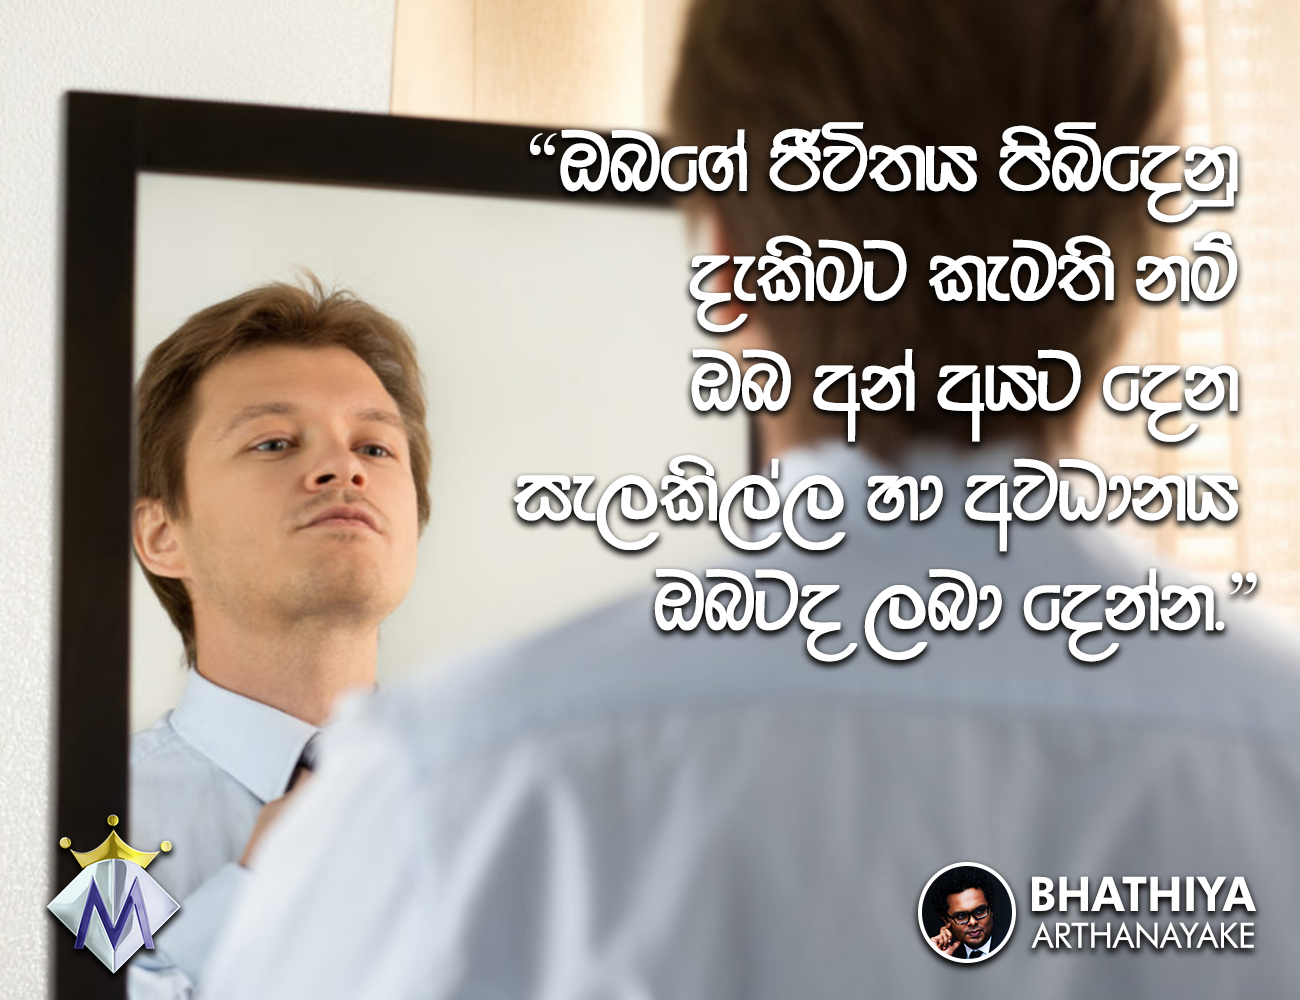 “ඔබගේ ජීවිතය පිබිදෙනු
දැකිමට කැමති නම්
ඔබ අන් අයට දෙන
සැලකිල්ල හා අවධානය
ඔබටද ලබා දෙන්න.”
M
BHATHIYA
ARTHANAYAKE